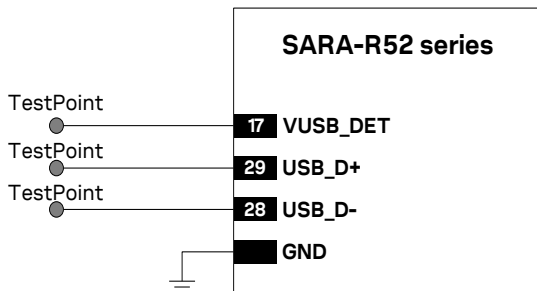 SARA-R52 series
TestPoint
17 VUSB_DET
TestPoint
29 USB_D+
TestPoint
28 USB_D-
GND